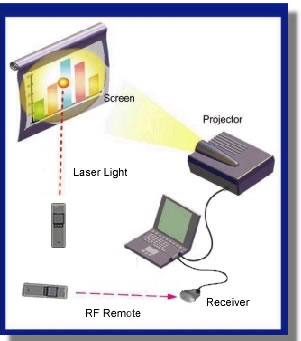 Screen
Projector
Laser Light
Receiver
RF Remote